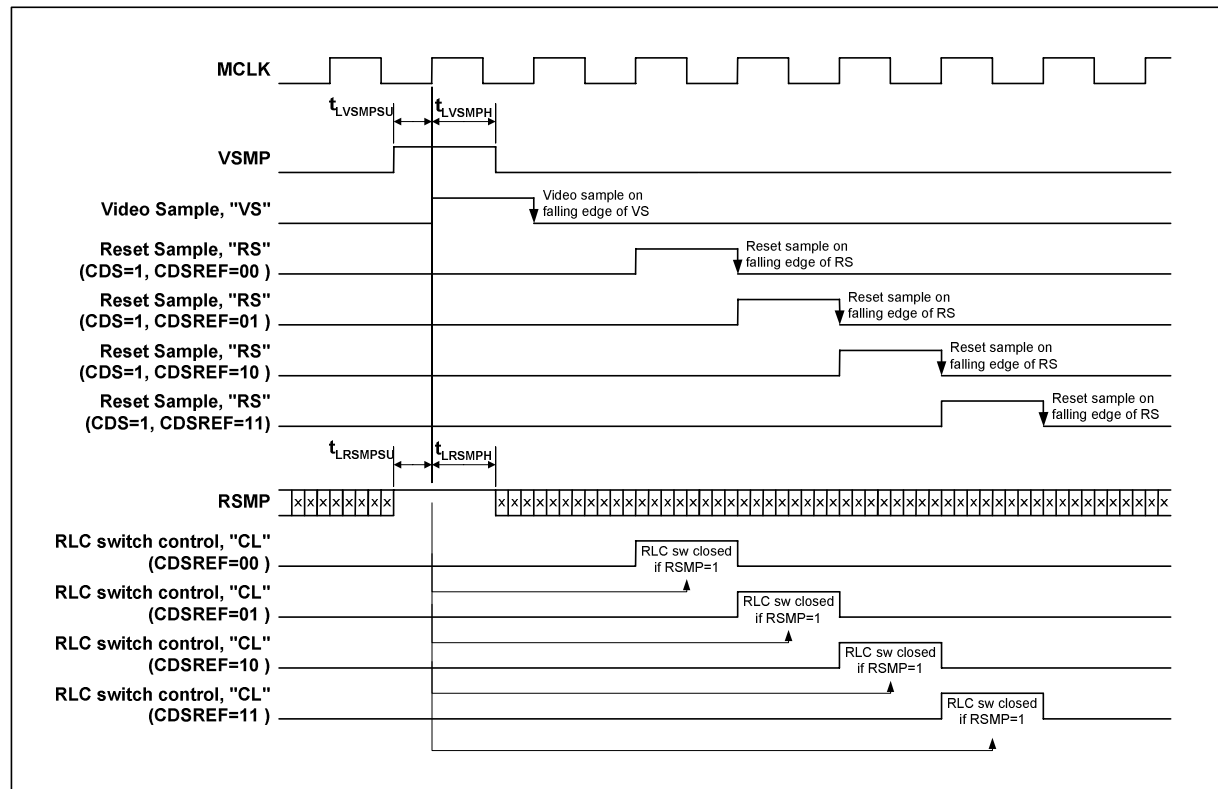 MCLK
tLVSMPSU tLVSMPH
VSMP
Video Sample, "VS"
Video sample on
falling edge of VS
Reset Sample, "RS"
(CDS=1, CDSREF=00 )
Reset sample on
falling edge of RS
Reset Sample, "RS"
(CDS=1, CDSREF=01 )
Reset sample on
falling edge of RS
Reset Sample, "RS"
(CDS=1, CDSREF=10 )
Reset sample on
falling edge of RS
Reset Sample, "RS"
(CDS=1, CDSREF=11)
Reset sample on
falling edge of RS
tLRSMPSU tLRSMPH
RSMP x x x x x x x x x x x x x x x x x x x x x x x x x x x x x x x x x x x x x x x x x x x x x x x x x x x x x x x x x x x x x
RLC switch control, "CL"
(CDSREF=00 )
RLC sw closed
if RSMP=1
RLC switch control, "CL"
(CDSREF=01 )
RLC sw closed
if RSMP=1
RLC switch control, "CL"
(CDSREF=10 )
RLC sw closed
if RSMP=1
RLC switch control, "CL"
(CDSREF=11 )
RLC sw closed
if RSMP=1